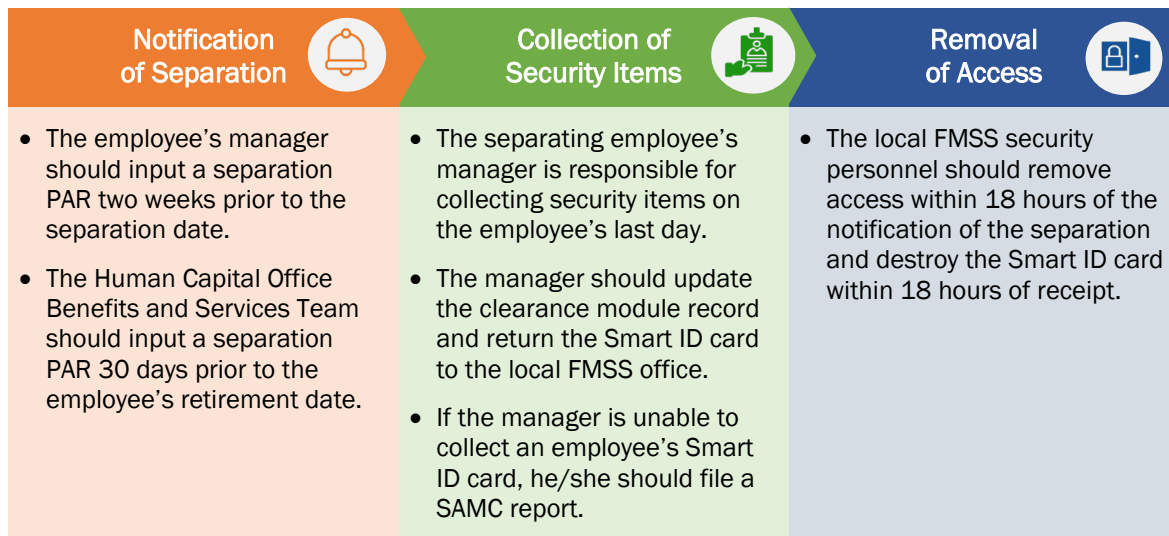 Notification
of Separation
• The employee’s manager
should input a separation
PAR two weeks prior to the
separation date.
• The Human Capital Office
Benefits and Services Team
should input a separation
PAR 30 days prior to the
employee’s retirement date.
Collection of
Security Items
• The separating employee’s
manager is responsible for
collecting security items on
the employee’s last day.
• The manager should update
the clearance module record
and return the Smart ID card
to the local FMSS office.
• If the manager is unable to
collect an employee’s Smart
ID card, he/she should file a
SAMC report.
Removal
of Access
• The local FMSS security
personnel should remove
access within 18 hours of the
notification of the separation
and destroy the Smart ID card
within 18 hours of receipt.